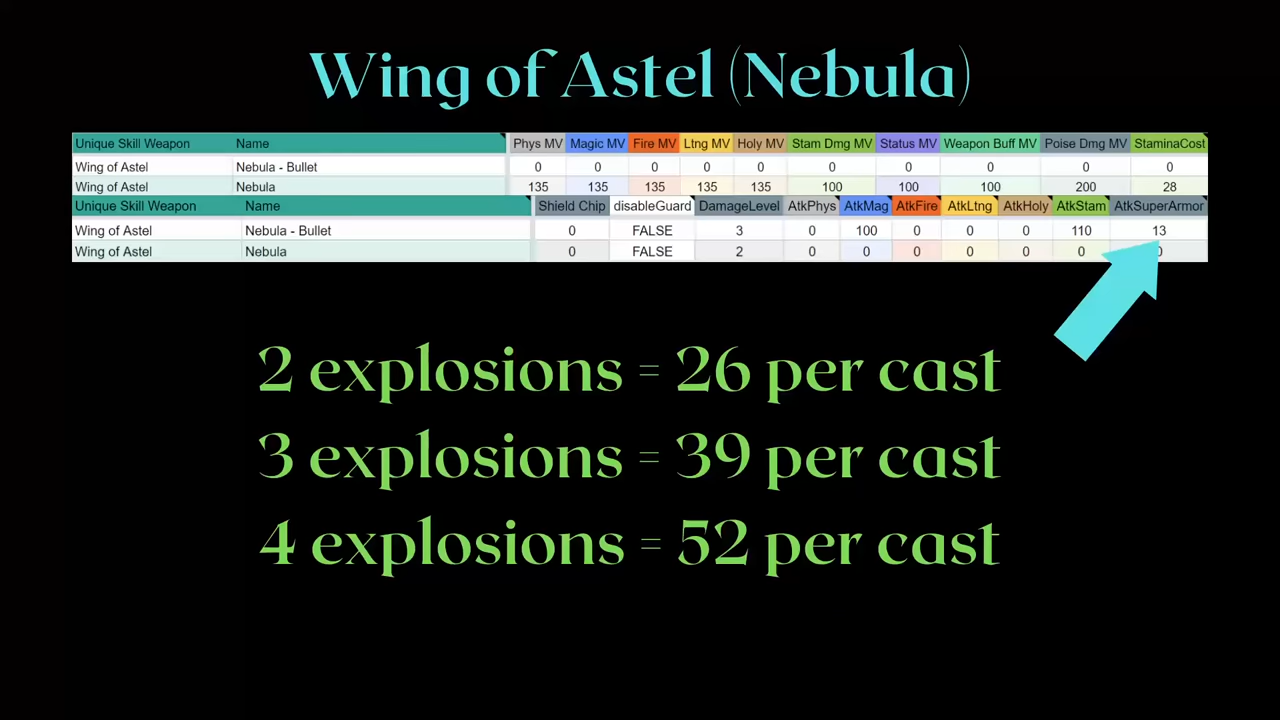 Wing of Astel (Nebula)
Unique Skill Weapon Name Phys MV Magic MV Fire MV Ltng MV Holy MV Stam Dmg MV Status MV Weapon Buff MV Poise Dmg MV StaminaCost
Wing of Astel Nebula - Bullet 0 0 0 0 0 0 0 0 0 0
Wing of Astel Nebula 135 135 135 135 135 100 100 100 200 28
Unique Skill Weapon Name Shield Chip disableGuard DamageLevel AtkPhys AtkMag AtkFire AtkLtng AtkHoly AtkStam AtkSuperArmor
Wing of Astel Nebula - Bullet 0 FALSE 3 0 100 0 0 0 110 13
Wing of Astel Nebula 0 FALSE 2 0 0 0 0 0 0 0
2 explosions = 26 per cast
3 explosions = 39 per cast
4 explosions = 52 per cast